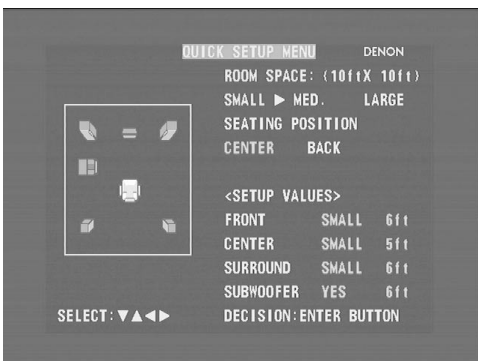 QUICK SETUP MENU DENON
ROOM SPACE: (10ftX 10ft)
SMALL ▶ MED. LARGE
SEATING POSITION
CENTER BACK
<SETUP VALUES>
FRONT SMALL 6ft
CENTER SMALL 5ft
SURROUND SMALL 6ft
SUBWOOFER YES 6ft
SELECT:▼▲◀▶ DECISION:ENTER BUTTON